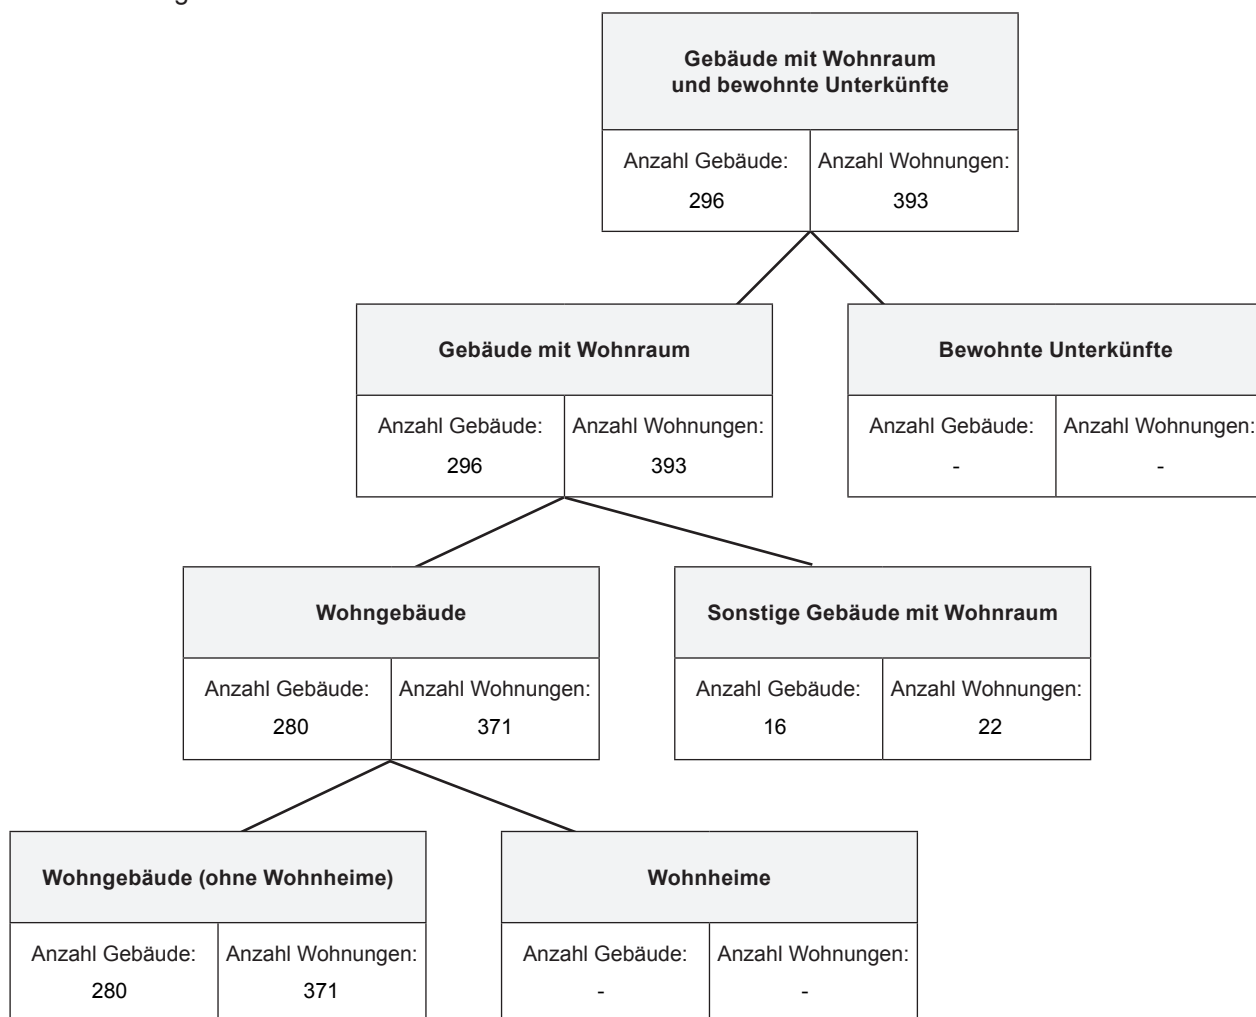 Gebäude mit Wohnraum
und bewohnte Unterkünfte
Anzahl Gebäude: Anzahl Wohnungen:
296 393
Gebäude mit Wohnraum
Bewohnte Unterkünfte
Anzahl Gebäude: Anzahl Wohnungen:
296 393
Anzahl Gebäude: Anzahl Wohnungen:
- -
Wohngebäude
Sonstige Gebäude mit Wohnraum
Anzahl Gebäude: Anzahl Wohnungen:
280 371
Anzahl Gebäude: Anzahl Wohnungen:
16 22
Wohngebäude (ohne Wohnheime)
Wohnheime
Anzahl Gebäude: Anzahl Wohnungen:
280 371
Anzahl Gebäude: Anzahl Wohnungen:
- -